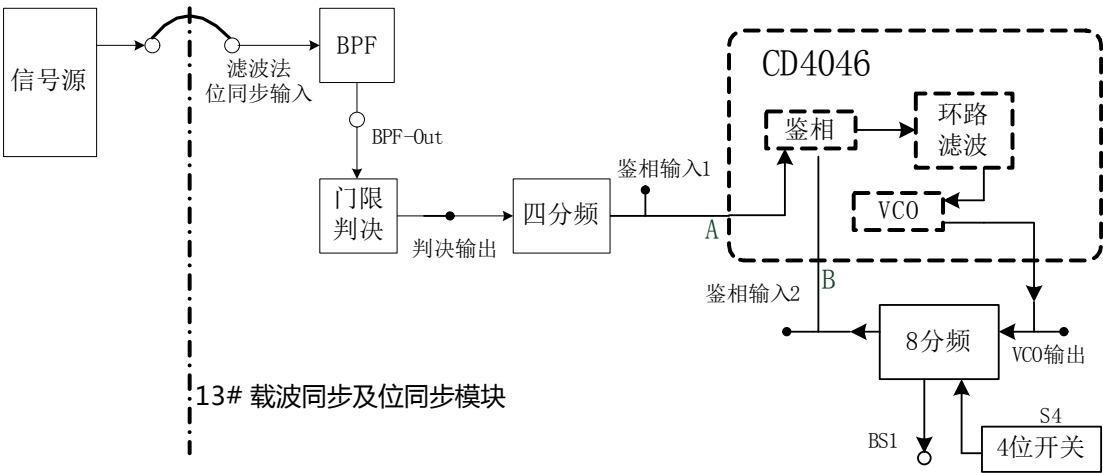 信号源
滤波法
位同步输入
BPF
BPF-Out
门限
判决
判决输出
四分频
鉴相输入1
A
CD4046
鉴相
环路
滤波
VCO
B
鉴相输入2
8分频
VCO输出
BS1
S4
4位开关
13# 载波同步及位同步模块